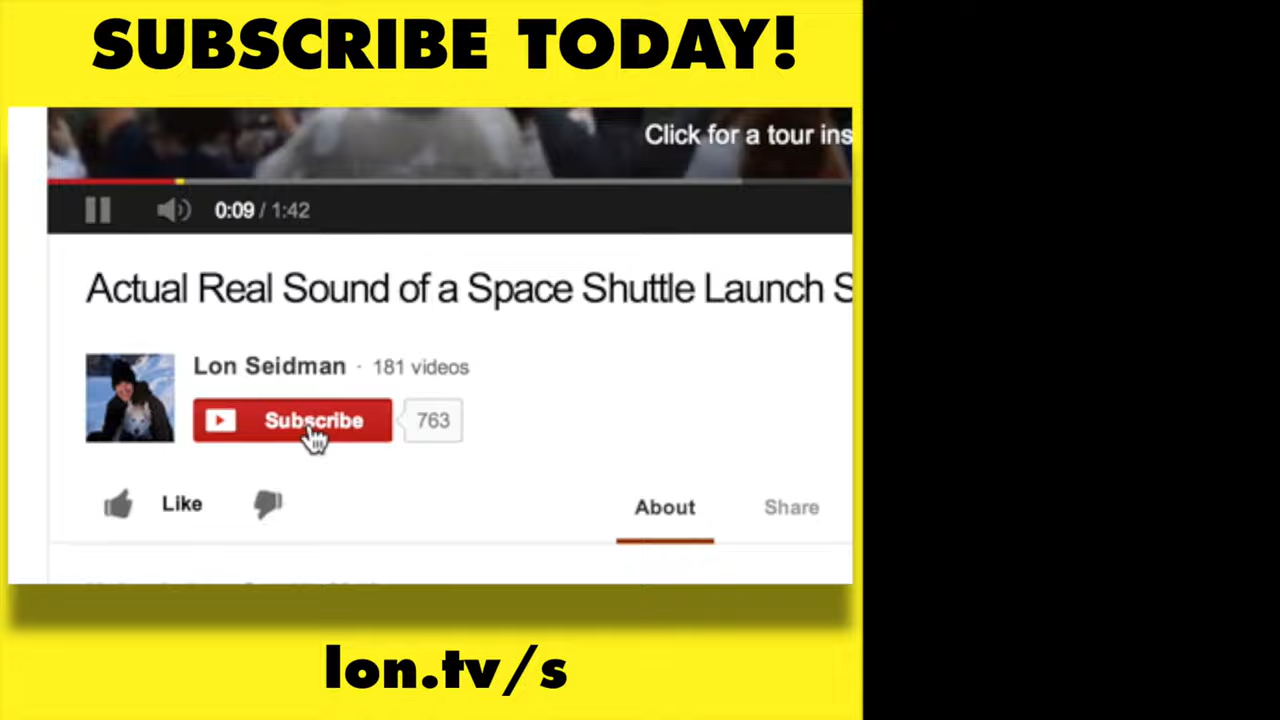 SUBSCRIBE TODAY!
Click for a tour ins
0:09 / 1:42
Actual Real Sound of a Space Shuttle Launch S
Lon Seidman · 181 videos
Subscribe 763
Like
About Share
lon.tv/s